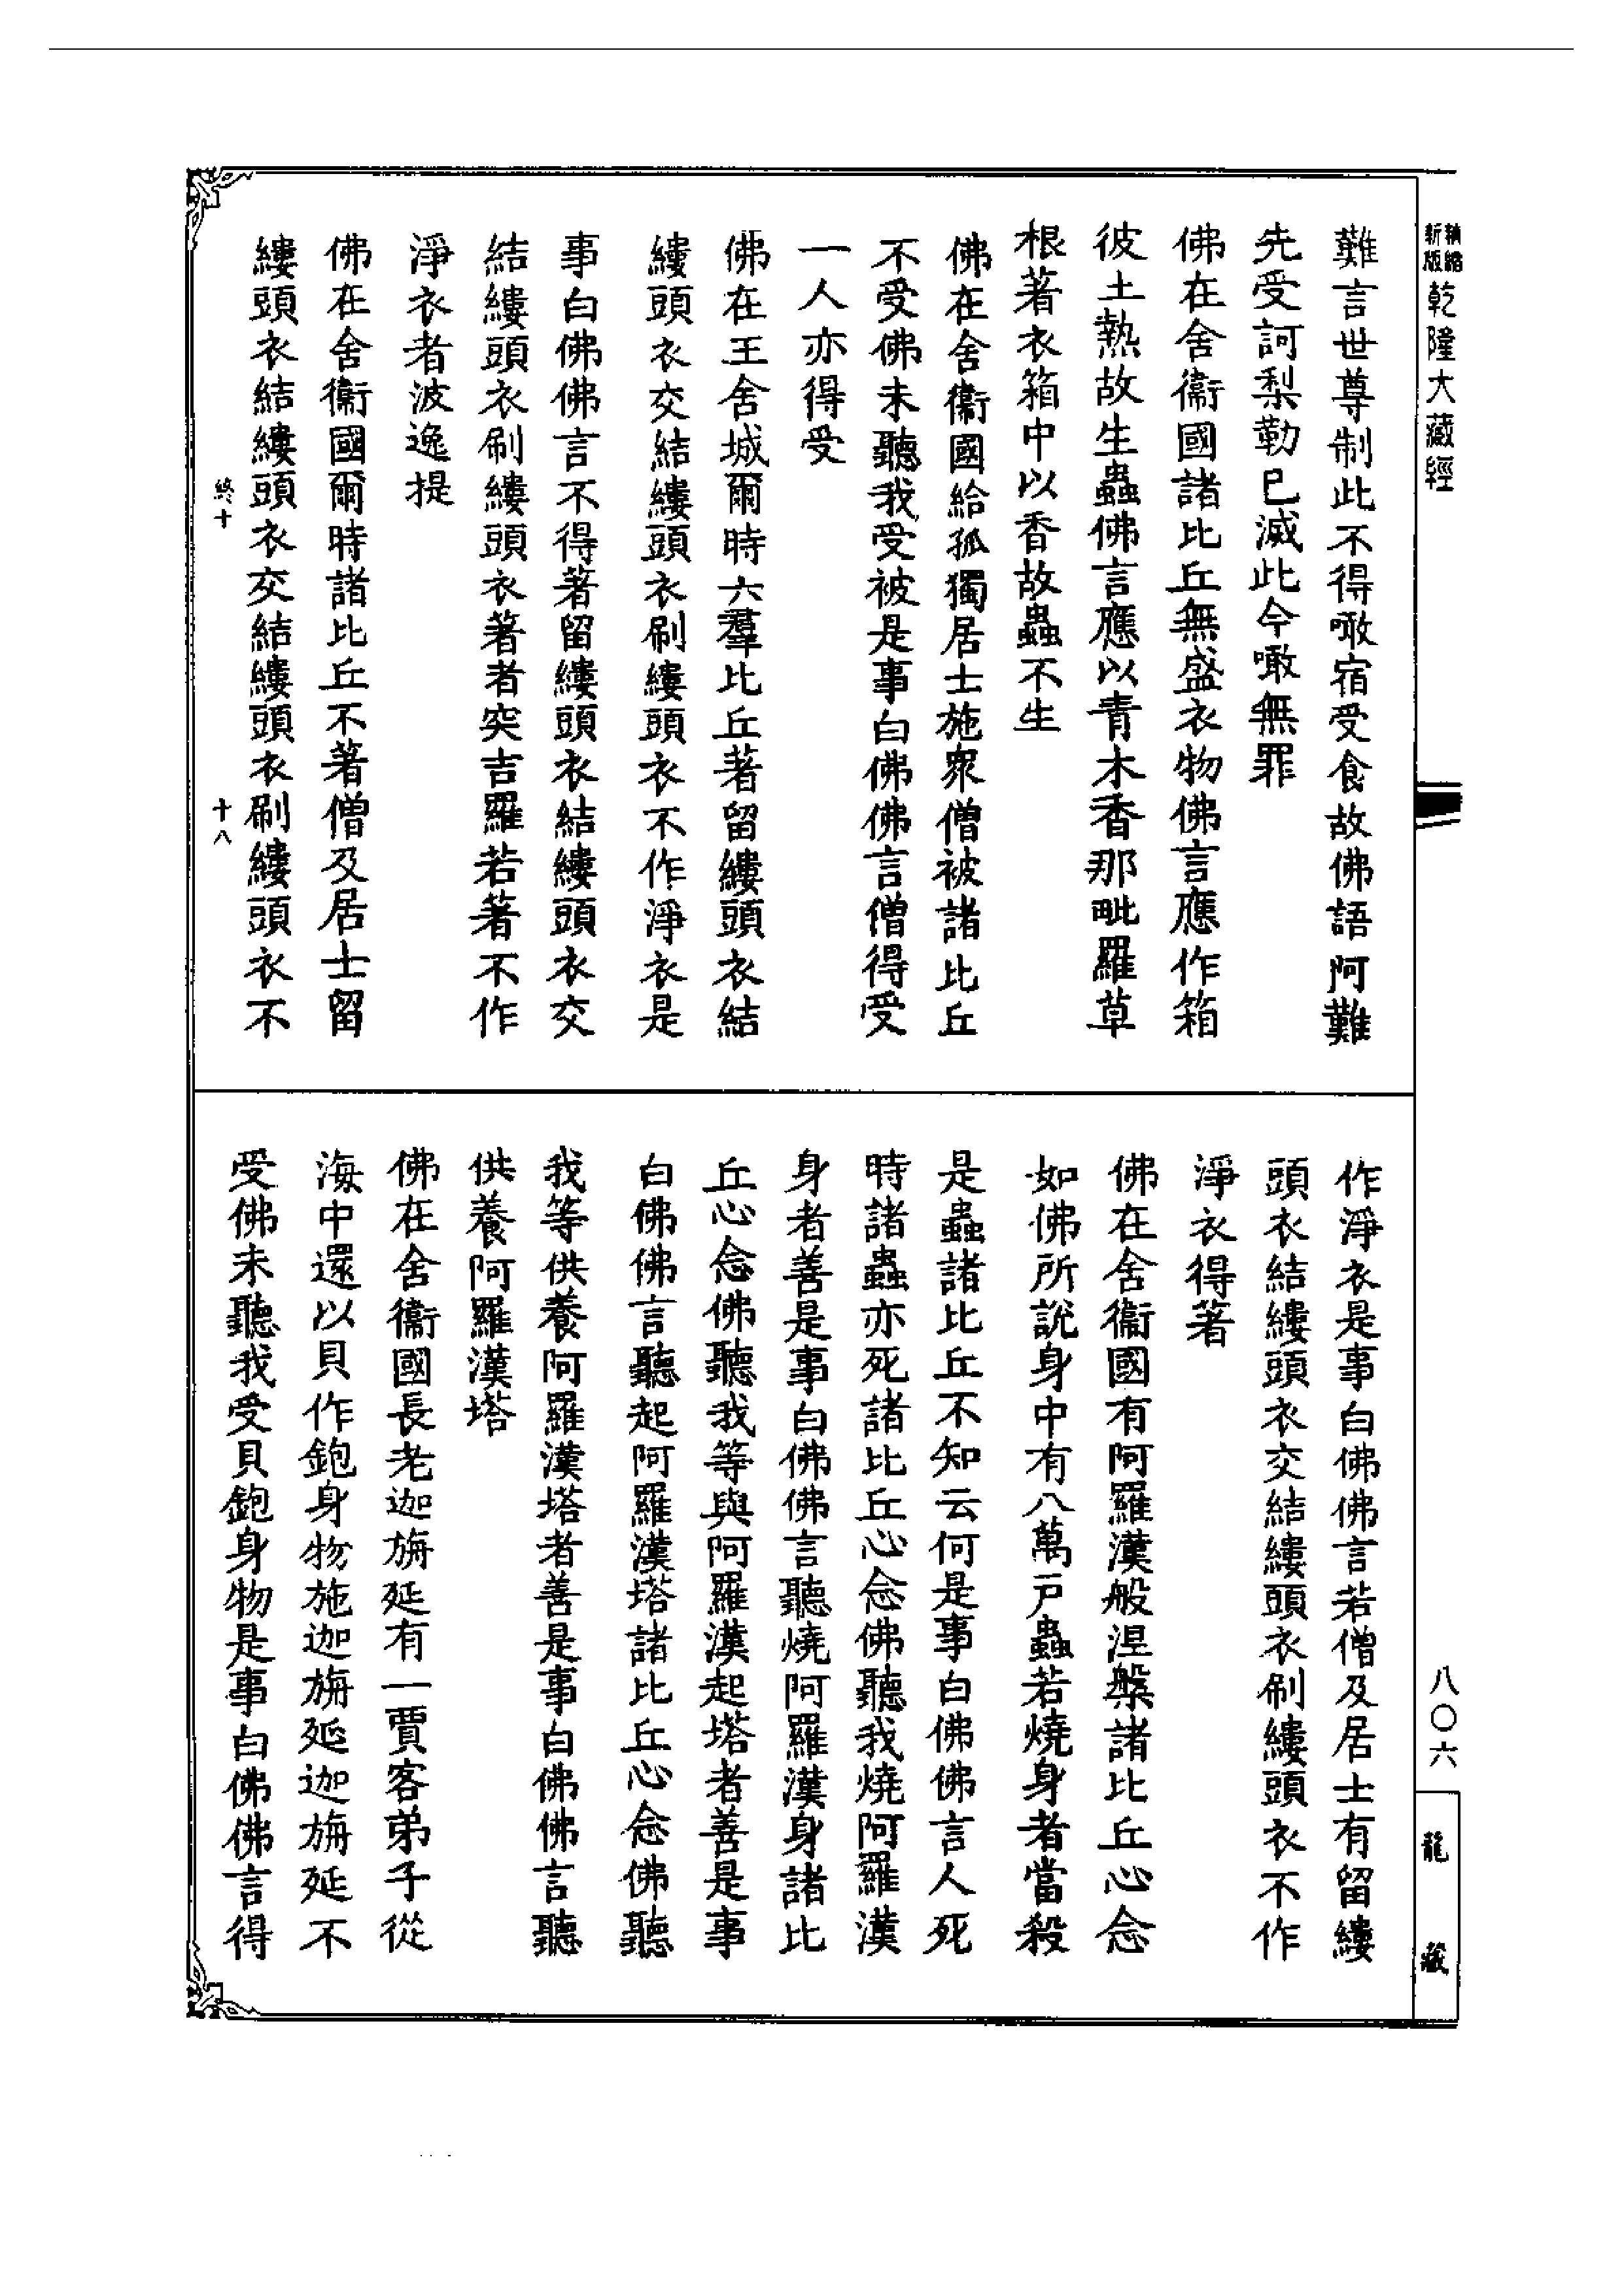 精縮
新版
乾隆大藏經
難言世尊制此不得噉宿受食故佛語阿難
先受訶梨勒已滅此今噉無罪
佛在舍衞國諸比丘無盛衣物佛言應作箱
彼土熱故生蟲佛言應以青木香那毗羅草
根著衣箱中以香故蟲不生
佛在舍衞國給孤獨居士施衆僧被諸比丘
不受佛未聽我受被是事白佛佛言僧得受
一人亦得受
佛在王舍城爾時六羣比丘著留縷頭衣結
縷頭衣交結縷頭衣刷縷頭衣不作淨衣是
事白佛佛言不得著留縷頭衣結縷頭衣交
結縷頭衣刷縷頭衣著者突吉羅若著不作
淨衣者波逸提
佛在舍衞國爾時諸比丘不著僧及居士留
縷頭衣結縷頭衣交結縷頭衣刷縷頭衣不
終十
十八
作淨衣是事白佛佛言若僧及居士有留縷
頭衣結縷頭衣交結縷頭衣刷縷頭衣不作
淨衣得著
佛在舍衞國有阿羅漢般涅槃諸比丘心念
如佛所說身中有八萬戶蟲若燒身者當殺
是蟲諸比丘不知云何是事白佛佛言人死
時諸蟲亦死諸比丘心念佛聽我燒阿羅漢
身者善是事白佛佛言聽燒阿羅漢身諸比
丘心念佛聽我等與阿羅漢起塔者善是事
白佛佛言聽起阿羅漢塔諸比丘心念佛聽
我等供養阿羅漢塔者善是事白佛佛言聽
供養阿羅漢塔
佛在舍衞國長老迦旃延有一賈客弟子從
海中還以貝作鉋身物施迦旃延迦旃延不
受佛未聽我受貝鉋身物是事白佛佛言得
八〇六
龍藏